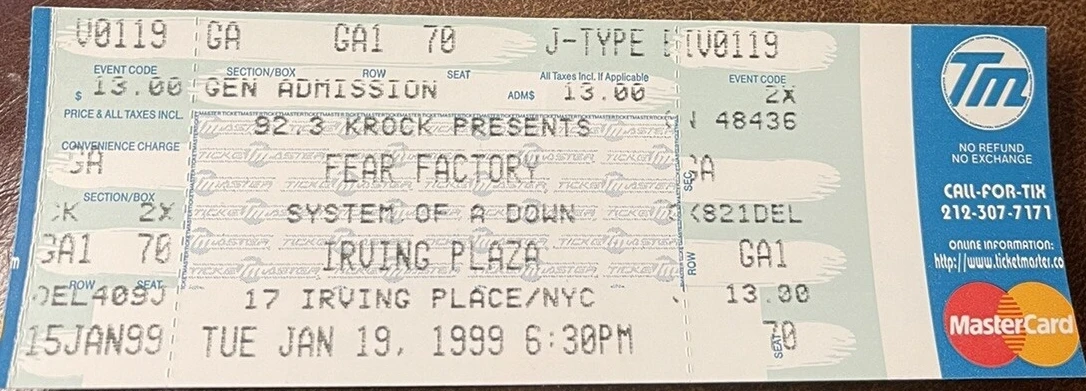 V0119 GA GA1 70 J-TYPE EIV0119
EVENT CODE SECTION/BOX ROW SEAT All Taxes Incl. If Applicable EVENT CODE
$ 13.00 GEN ADMISSION ADM$ 13.00 2X
PRICE & ALL TAXES INCL.
92.3 KROCK PRESENTS 48436
CONVENIENCE CHARGE
GA FEAR FACTORY SEC. GA
SECTION/BOX
CK 2X SYSTEM OF A DOWN K821DEL
GA1 70 IRVING PLAZA ROW GA1
ROW SEAT
DEL409J 17 IRVING PLACE/NYC 13.00
15JAN99 TUE JAN 19, 1999 6:30PM SEAT 70
TM
NO REFUND
NO EXCHANGE
CALL-FOR-TIX
212-307-7171
ONLINE INFORMATION:
http://www.ticketmaster.co
MasterCard